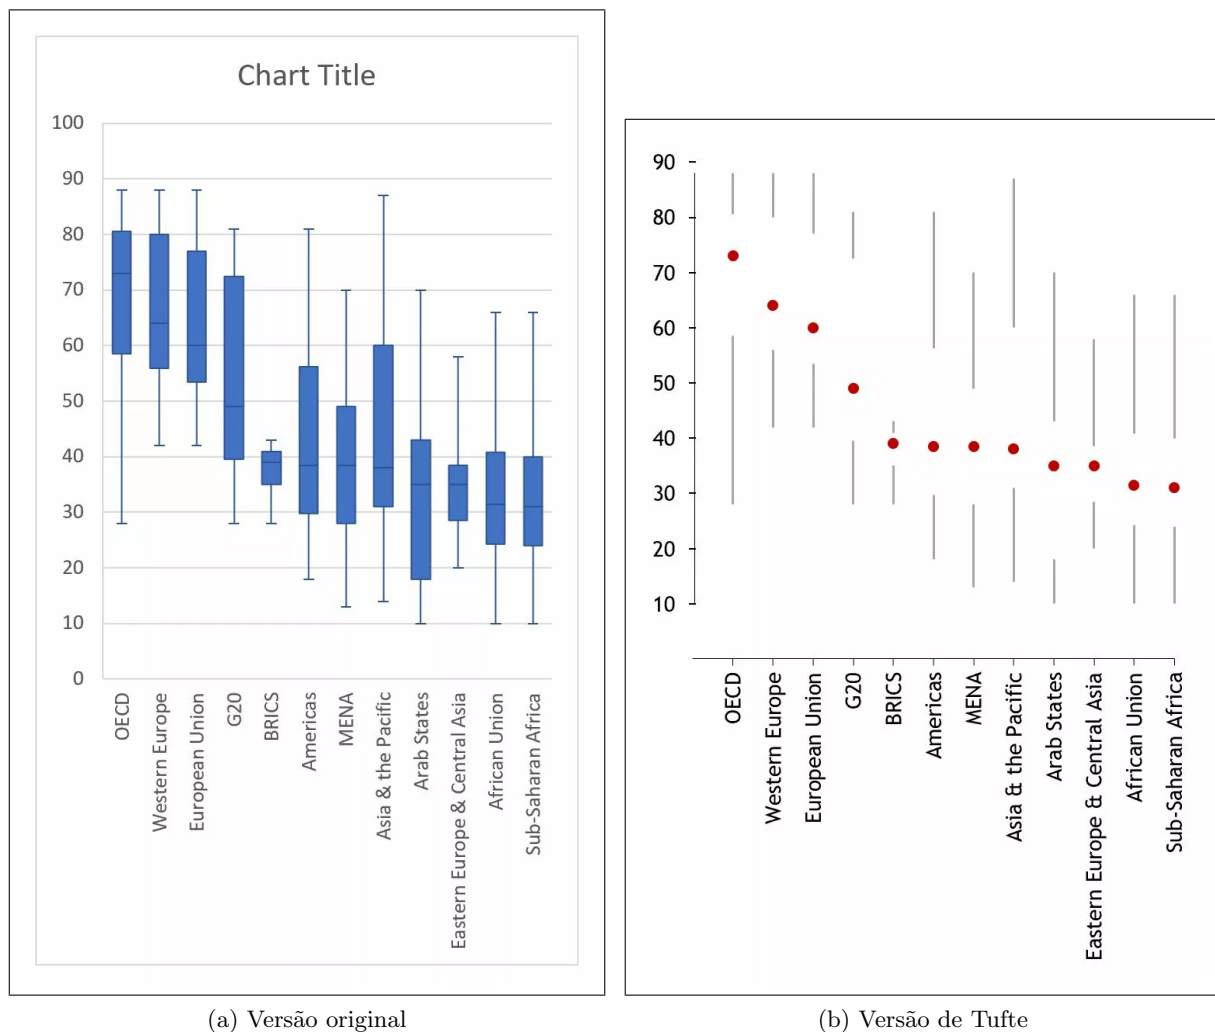 Chart Title
100
90
80
70
60
50
40
30
20
10
0
OECD
Western Europe
European Union
G20
BRICS
Americas
MENA
Asia & the Pacific
Arab States
Eastern Europe & Central Asia
African Union
Sub-Saharan Africa
(a) Versão original
90
80
70
60
50
40
30
20
10
OECD
Western Europe
European Union
G20
BRICS
Americas
MENA
Asia & the Pacific
Arab States
Eastern Europe & Central Asia
African Union
Sub-Saharan Africa
(b) Versão de Tufte